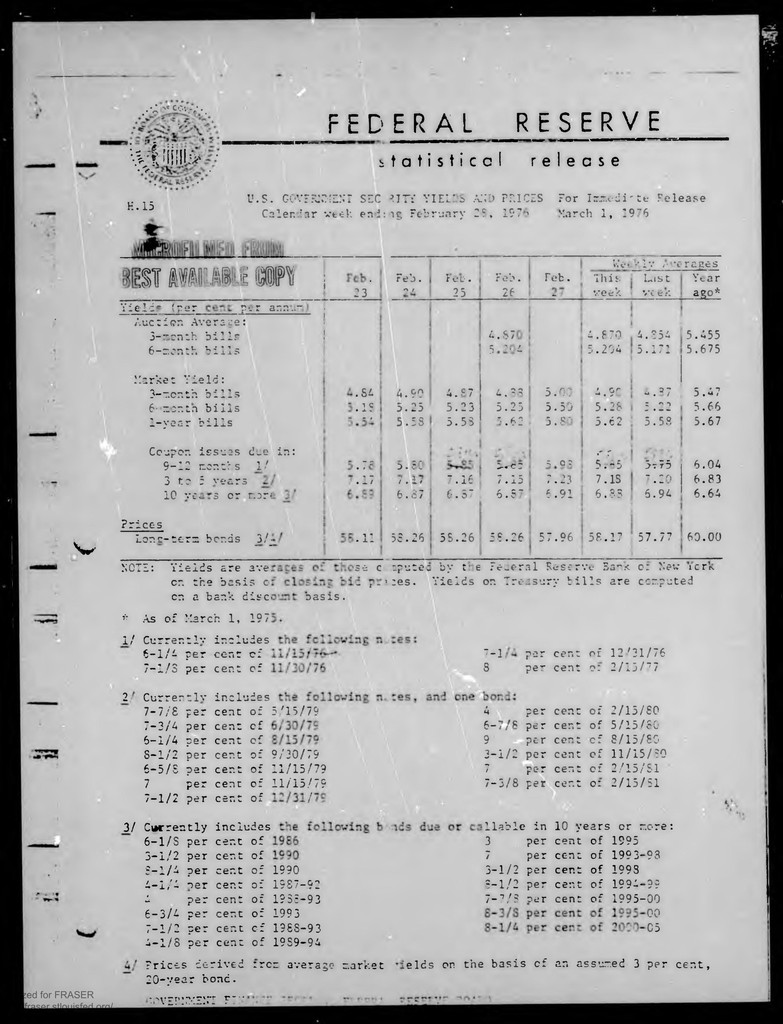 FEDERAL RESERVE
statistical release
H.15
U.S. GOVERNMENT SECURITY YIELDS AND PRICES For Immediate Release
Calendar week ending February 28, 1976 March 1, 1976
MICROFILMED FROM
BEST AVAILABLE COPY
Weekly Averages
Feb. Feb. Feb. Feb. Feb. This Last Year
23 24 25 26 27 week week ago*
Yields (per cent per annum)
Auction Average:
3-month bills 4.870 4.870 4.854 5.455
6-month bills 5.204 5.204 5.171 5.675
Market Yield:
3-month bills 4.84 4.90 4.87 4.88 5.00 4.90 4.87 5.47
6-month bills 5.18 5.25 5.23 5.25 5.50 5.28 5.22 5.66
1-year bills 5.54 5.58 5.58 5.62 5.80 5.62 5.58 5.67
Coupon issues due in:
9-12 months 1/ 5.78 5.80 5.85 5.93 5.85 5.75 6.04
3 to 5 years 2/ 7.17 7.17 7.16 7.15 7.23 7.18 7.20 6.83
10 years or more 3/ 6.89 6.87 6.87 6.87 6.91 6.88 6.94 6.64
Prices
Long-term bonds 3/4/ 58.11 58.26 58.26 58.26 57.96 58.17 57.77 60.00
NOTE: Yields are averages of those computed by the Federal Reserve Bank of New York
on the basis of closing bid prices. Yields on Treasury bills are computed
on a bank discount basis.
* As of March 1, 1975.
1/ Currently includes the following notes:
6-1/4 per cent of 11/15/76 7-1/4 per cent of 12/31/76
7-1/8 per cent of 11/30/76 8 per cent of 2/15/77
2/ Currently includes the following notes, and one bond:
7-7/8 per cent of 5/15/79 4 per cent of 2/15/80
7-3/4 per cent of 6/30/79 6-7/8 per cent of 5/15/80
6-1/4 per cent of 8/15/79 9 per cent of 8/15/80
8-1/2 per cent of 9/30/79 3-1/2 per cent of 11/15/80
6-5/8 per cent of 11/15/79 7 per cent of 2/15/81
7 per cent of 11/15/79 7-3/8 per cent of 2/15/81
7-1/2 per cent of 12/31/79
3/ Currently includes the following bonds due or callable in 10 years or more:
6-1/8 per cent of 1986 3 per cent of 1995
3-1/2 per cent of 1990 7 per cent of 1993-98
8-1/4 per cent of 1990 3-1/2 per cent of 1998
4-1/4 per cent of 1987-92 8-1/2 per cent of 1994-99
4 per cent of 1988-93 7-7/8 per cent of 1995-00
6-3/4 per cent of 1993 8-3/8 per cent of 1995-00
7-1/2 per cent of 1988-93 8-1/4 per cent of 2000-05
4-1/8 per cent of 1989-94
4/ Prices derived from average market yields on the basis of an assumed 3 per cent,
20-year bond.
zed for FRASER
fraser.stlouisfed.org/